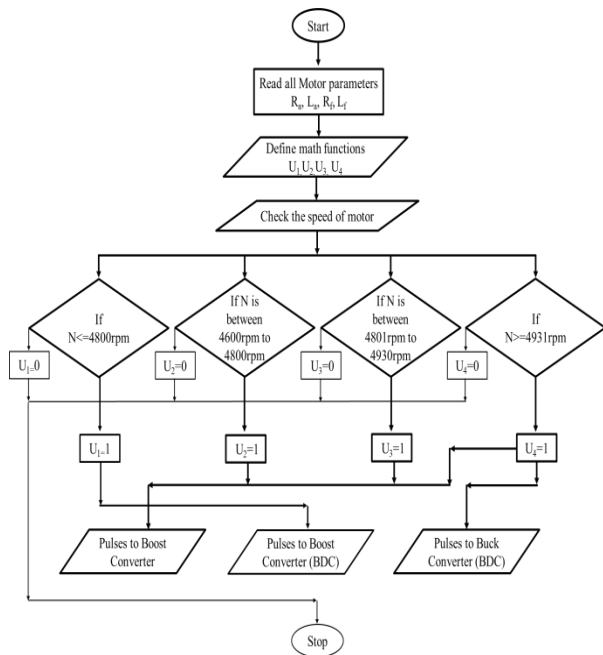 Start
Read all Motor parameters
Rₐ, Lₐ, R_f, L_f
Define math functions
U₁,U₂,U₃, U₄
Check the speed of motor
If
N<=4800rpm
If N is
between
4600rpm to
4800rpm
If N is
between
4801rpm to
4930rpm
If
N>=4931rpm
U₁₌0
U₂=0
U₃=0
U₄=0
U₁₌1
U₂=1
U₃=1
U₄=1
Pulses to Boost
Converter
Pulses to Boost
Converter (BDC)
Pulses to Buck
Converter (BDC)
Stop